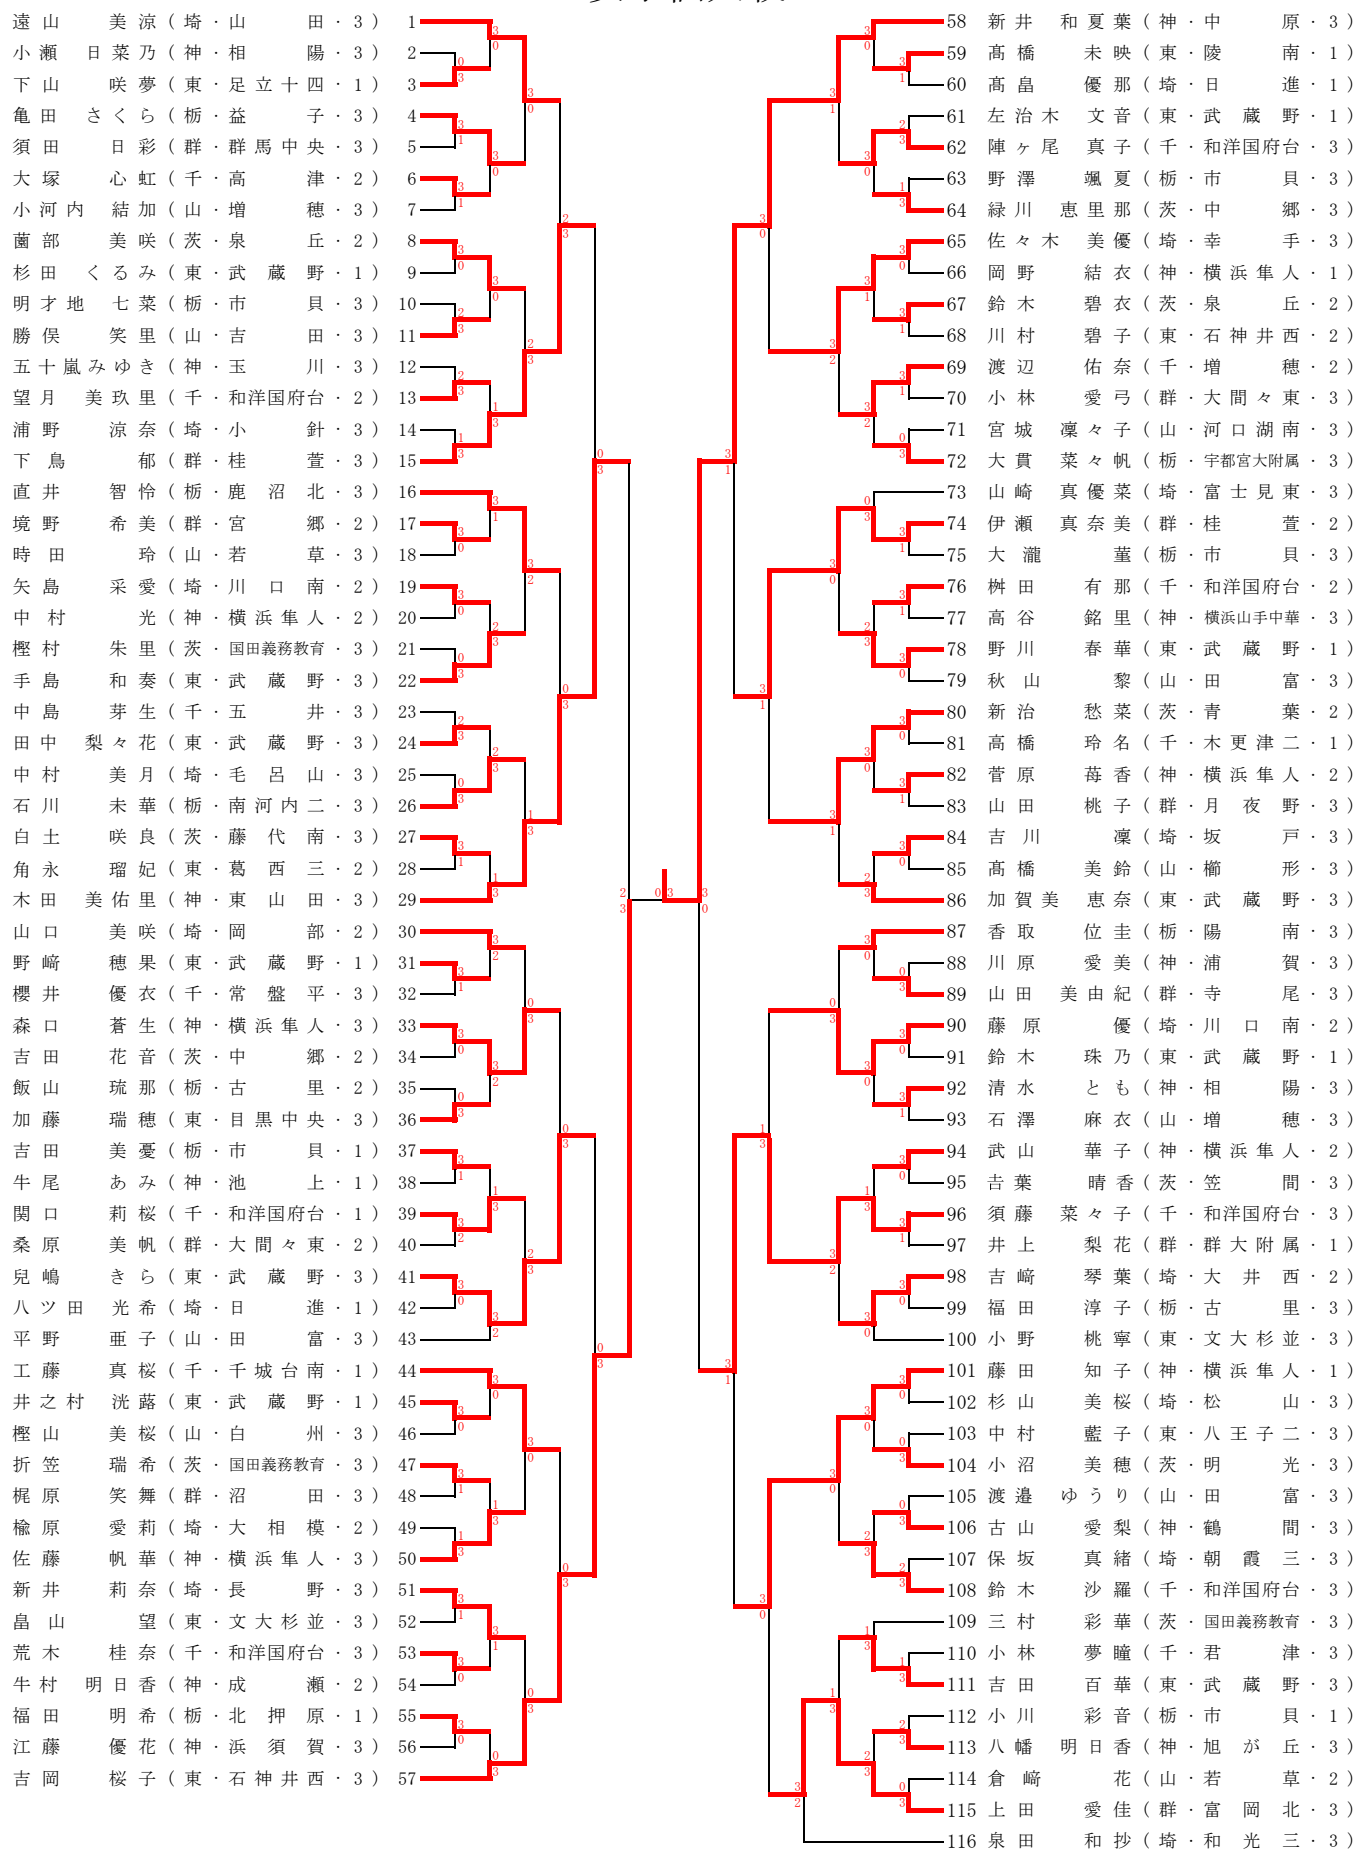 遠山 美涼(埼・山田・3) 1
小瀬 日菜乃(神・相陽・3) 2
下山 咲夢(東・足立十四・1) 3
亀田 さくら(栃・益子・3) 4
須田 日彩(群・群馬中央・3) 5
大塚 心虹(千・高津・2) 6
小河内 結加(山・増穂・3) 7
薗部 美咲(茨・泉丘・2) 8
杉田 くるみ(東・武蔵野・1) 9
明才地 七菜(栃・市貝・3) 10
勝俣 笑里(山・吉田・3) 11
五十嵐みゆき(神・玉川・3) 12
望月 美玖里(千・和洋国府台・2) 13
浦野 涼奈(埼・小針・3) 14
下鳥 郁(群・桂萱・3) 15
直井 智怜(栃・鹿沼北・3) 16
境野 希美(群・宮郷・2) 17
時田 玲(山・若草・3) 18
矢島 采愛(埼・川口南・2) 19
中村 光(神・横浜隼人・2) 20
樫村 朱里(茨・国田義務教育・3) 21
手島 和奏(東・武蔵野・3) 22
中島 芽生(千・五井・3) 23
田中 梨々花(東・武蔵野・3) 24
中村 美月(埼・毛呂山・3) 25
石川 未華(栃・南河内二・3) 26
白土 咲良(茨・藤代南・3) 27
角永 瑠妃(東・葛西三・2) 28
木田 美佑里(神・東山田・3) 29
山口 美咲(埼・岡部・2) 30
野﨑 穂果(東・武蔵野・1) 31
櫻井 優衣(千・常盤平・3) 32
森口 蒼生(神・横浜隼人・3) 33
吉田 花音(茨・中郷・2) 34
飯山 琉那(栃・古里・2) 35
加藤 瑞穂(東・目黒中央・3) 36
吉田 美憂(栃・市貝・1) 37
牛尾 あみ(神・池上・1) 38
関口 莉桜(千・和洋国府台・1) 39
桑原 美帆(群・大間々東・2) 40
兒嶋 きら(東・武蔵野・3) 41
八ツ田 光希(埼・日進・1) 42
平野 亜子(山・田富・3) 43
工藤 真桜(千・千城台南・1) 44
井之村 洸蕗(東・武蔵野・1) 45
樫山 美桜(山・白州・3) 46
折笠 瑞希(茨・国田義務教育・3) 47
梶原 笑舞(群・沼田・3) 48
楡原 愛莉(埼・大相模・2) 49
佐藤 帆華(神・横浜隼人・3) 50
新井 莉奈(埼・長野・3) 51
畠山 望(東・文大杉並・3) 52
荒木 桂奈(千・和洋国府台・3) 53
牛村 明日香(神・成瀬・2) 54
福田 明希(栃・北押原・1) 55
江藤 優花(神・浜須賀・3) 56
吉岡 桜子(東・石神井西・3) 57
58 新井 和夏葉(神・中原・3)
59 髙橋 未映(東・陵南・1)
60 髙畠 優那(埼・日進・1)
61 左治木 文音(東・武蔵野・1)
62 陣ヶ尾 真子(千・和洋国府台・3)
63 野澤 颯夏(栃・市貝・3)
64 緑川 恵里那(茨・中郷・3)
65 佐々木 美優(埼・幸手・3)
66 岡野 結衣(神・横浜隼人・1)
67 鈴木 碧衣(茨・泉丘・2)
68 川村 碧子(東・石神井西・2)
69 渡辺 佑奈(千・増穂・2)
70 小林 愛弓(群・大間々東・3)
71 宮城 凜々子(山・河口湖南・3)
72 大貫 菜々帆(栃・宇都宮大附属・3)
73 山崎 真優菜(埼・富士見東・3)
74 伊瀬 真奈美(群・桂萱・2)
75 大瀧 菫(栃・市貝・3)
76 桝田 有那(千・和洋国府台・2)
77 高谷 銘里(神・横浜山手中華・3)
78 野川 春華(東・武蔵野・1)
79 秋山 黎(山・田富・3)
80 新治 愁菜(茨・青葉・2)
81 高橋 玲名(千・木更津二・1)
82 菅原 苺香(神・横浜隼人・2)
83 山田 桃子(群・月夜野・3)
84 吉川 凜(埼・坂戸・3)
85 髙橋 美鈴(山・櫛形・3)
86 加賀美 恵奈(東・武蔵野・3)
87 香取 位圭(栃・陽南・3)
88 川原 愛美(神・浦賀・3)
89 山田 美由紀(群・寺尾・3)
90 藤原 優(埼・川口南・2)
91 鈴木 珠乃(東・武蔵野・1)
92 清水 とも(神・相陽・3)
93 石澤 麻衣(山・増穂・3)
94 武山 華子(神・横浜隼人・2)
95 吉葉 晴香(茨・笠間・3)
96 須藤 菜々子(千・和洋国府台・3)
97 井上 梨花(群・群大附属・1)
98 吉﨑 琴葉(埼・大井西・2)
99 福田 淳子(栃・古里・3)
100 小野 桃寧(東・文大杉並・3)
101 藤田 知子(神・横浜隼人・1)
102 杉山 美桜(埼・松山・3)
103 中村 藍子(東・八王子二・3)
104 小沼 美穂(茨・明光・3)
105 渡邉 ゆうり(山・田富・3)
106 古山 愛梨(神・鶴間・3)
107 保坂 真緒(埼・朝霞三・3)
108 鈴木 沙羅(千・和洋国府台・3)
109 三村 彩華(茨・国田義務教育・3)
110 小林 夢瞳(千・君津・3)
111 吉田 百華(東・武蔵野・3)
112 小川 彩音(栃・市貝・1)
113 八幡 明日香(神・旭が丘・3)
114 倉﨑 花(山・若草・2)
115 上田 愛佳(群・富岡北・3)
116 泉田 和抄(埼・和光三・3)